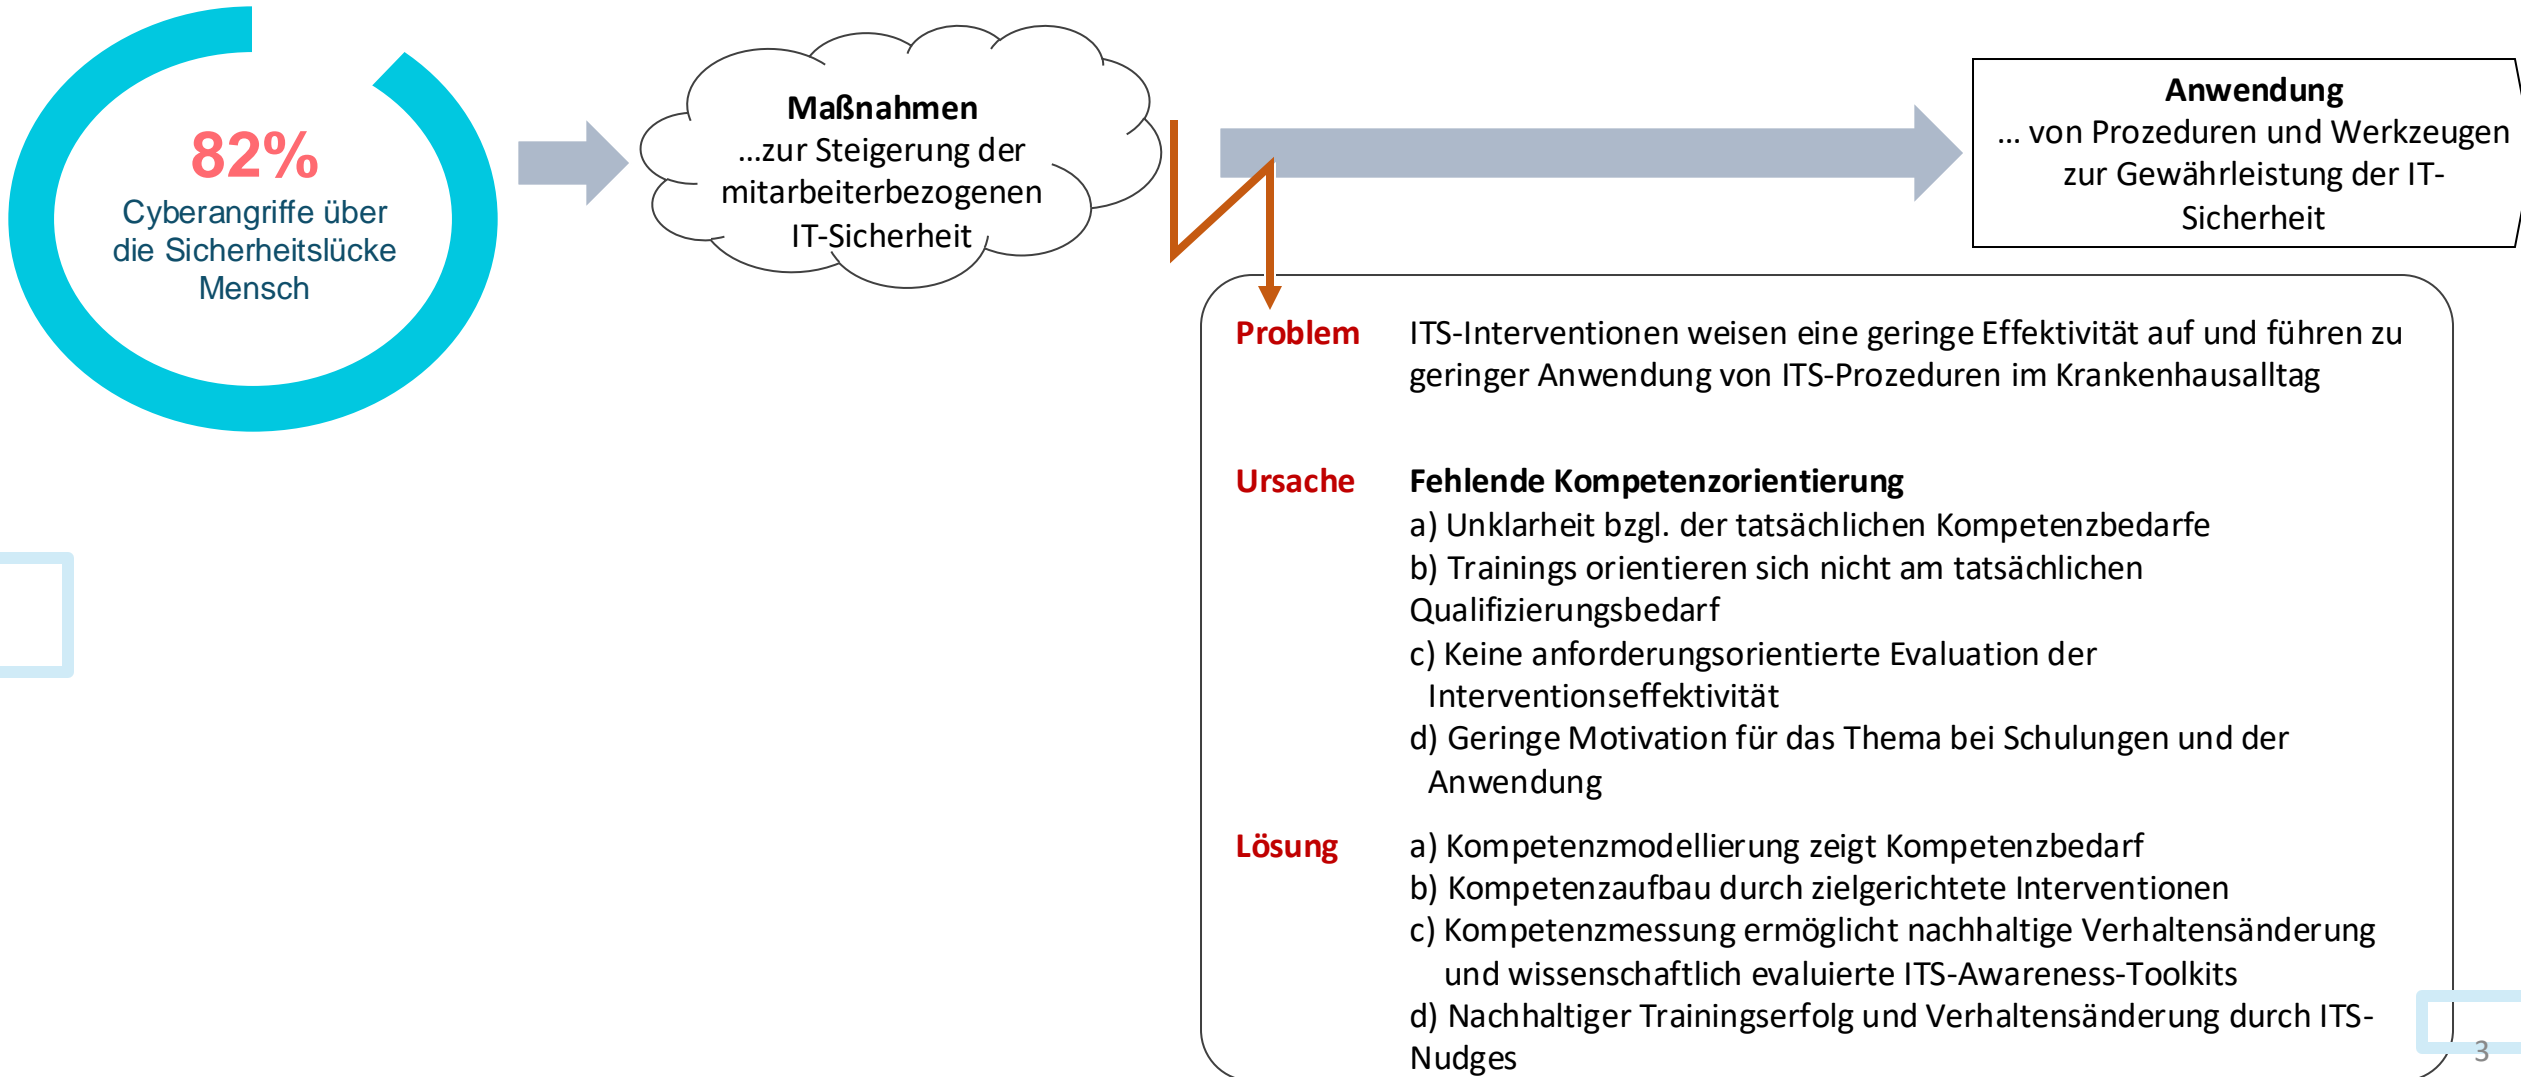 82%
Cyberangriffe über
die Sicherheitslücke
Mensch
Maßnahmen
...zur Steigerung der
mitarbeiterbezogenen
IT-Sicherheit
Anwendung
... von Prozeduren und Werkzeugen
zur Gewährleistung der IT-
Sicherheit
Problem
ITS-Interventionen weisen eine geringe Effektivität auf und führen zu
geringer Anwendung von ITS-Prozeduren im Krankenhausalltag
Ursache
Fehlende Kompetenzorientierung
a) Unklarheit bzgl. der tatsächlichen Kompetenzbedarfe
b) Trainings orientieren sich nicht am tatsächlichen
Qualifizierungsbedarf
c) Keine anforderungsorientierte Evaluation der
Interventionseffektivität
d) Geringe Motivation für das Thema bei Schulungen und der
Anwendung
Lösung
a) Kompetenzmodellierung zeigt Kompetenzbedarf
b) Kompetenzaufbau durch zielgerichtete Interventionen
c) Kompetenzmessung ermöglicht nachhaltige Verhaltensänderung
und wissenschaftlich evaluierte ITS-Awareness-Toolkits
d) Nachhaltiger Trainingserfolg und Verhaltensänderung durch ITS-
Nudges
3